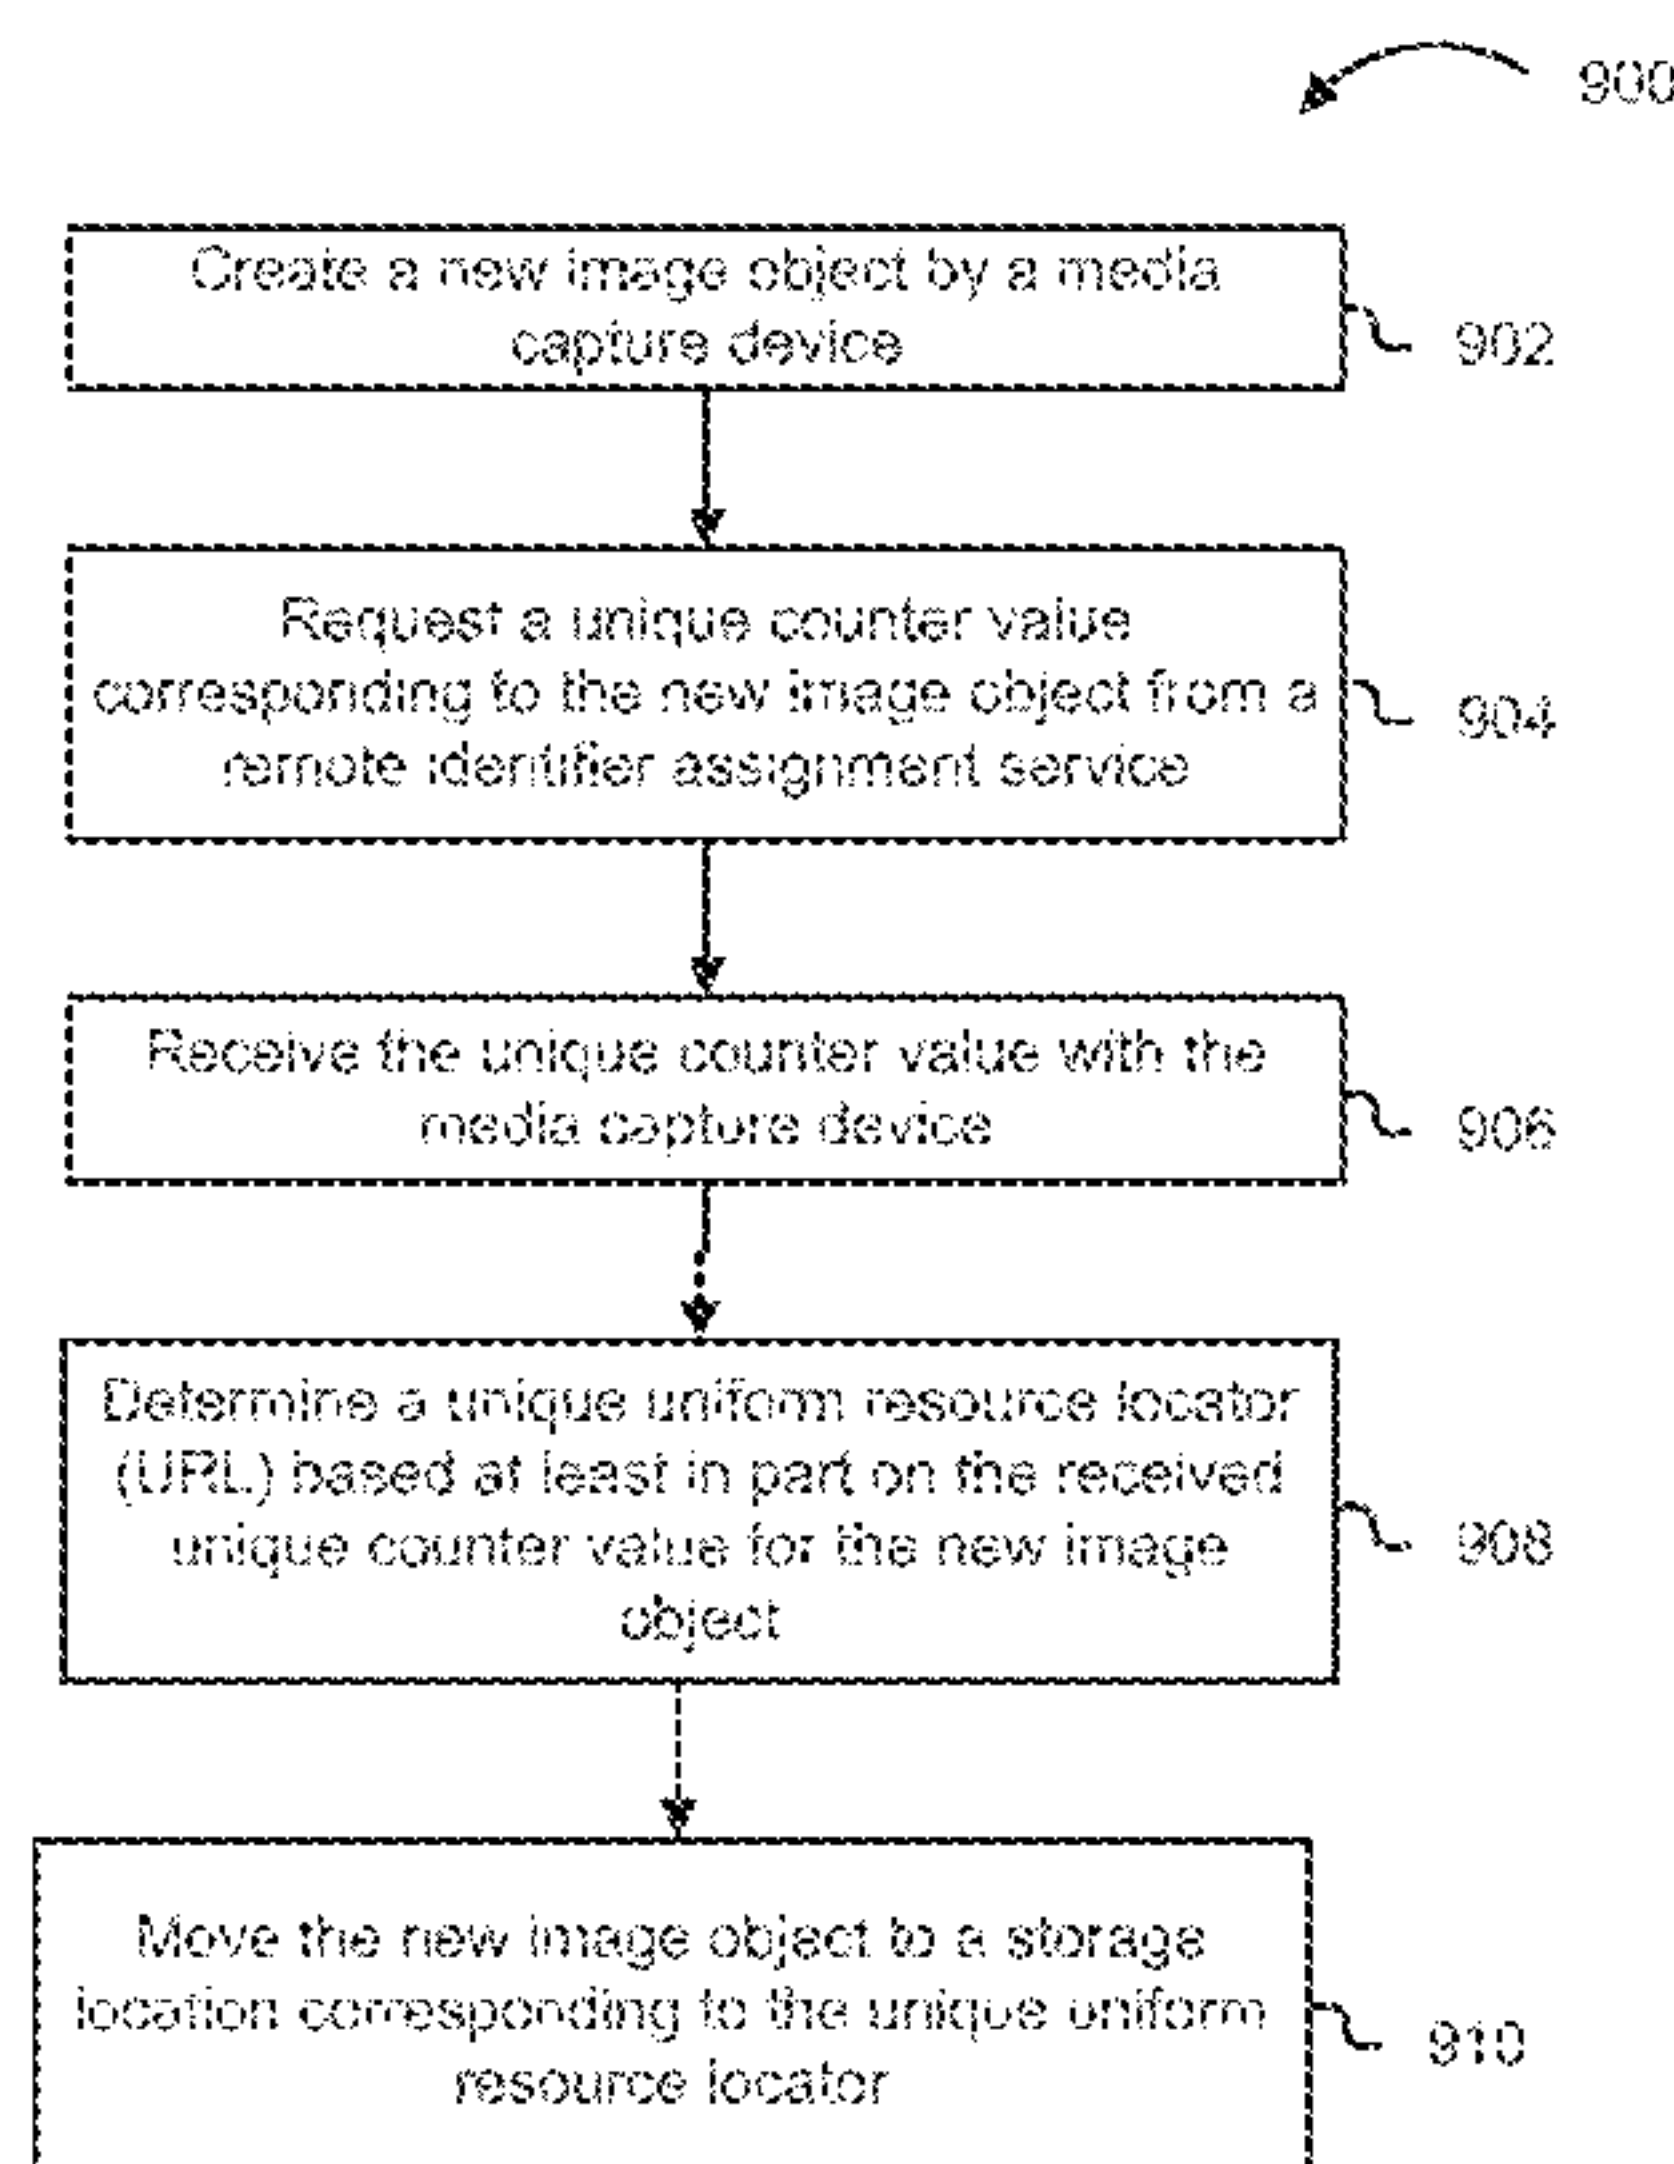 900
Create a new image object by a media
capture device
902
Request a unique counter value
corresponding to the new image object from a
remote identifier assignment service
904
Receive the unique counter value with the
media capture device
906
Determine a unique uniform resource locator
(URL) based at least in part on the received
unique counter value for the new image
object
908
Move the new image object to a storage
location corresponding to the unique uniform
resource locator
910